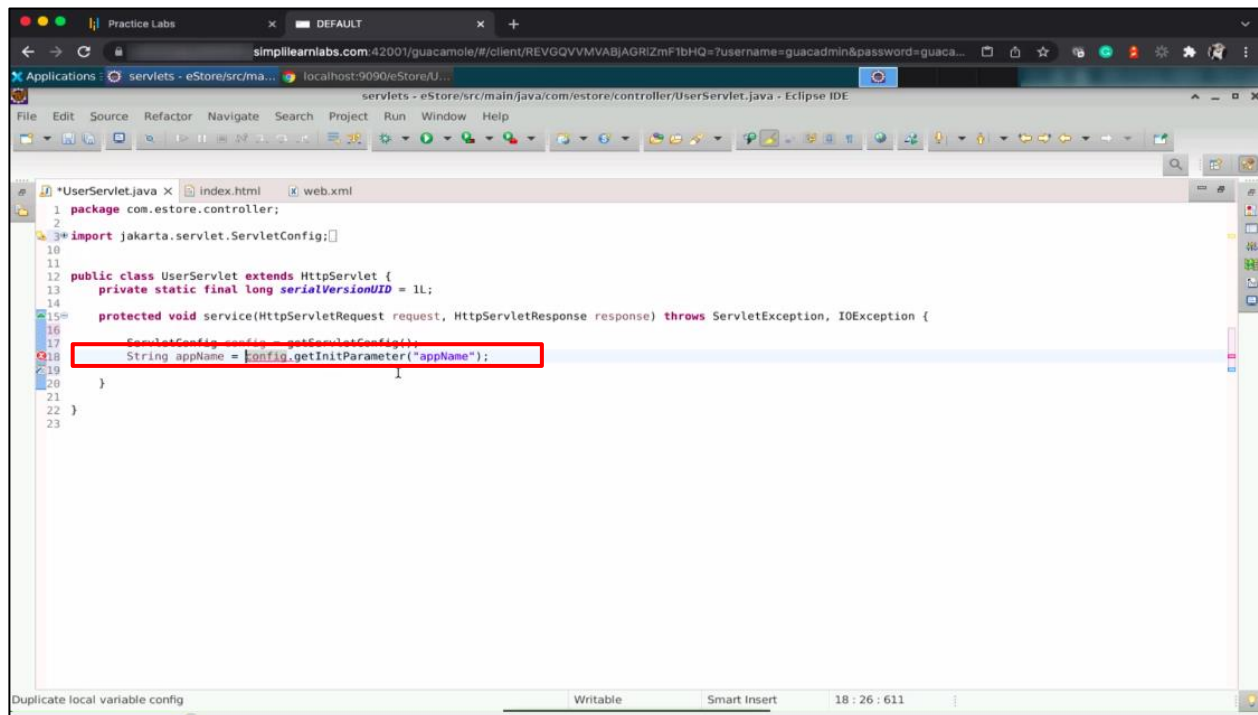 Practice Labs × DEFAULT × +
simplilearnlabs.com:42001/guacamole/#/client/REVGQVVMVABjAGRlZmF1bHQ=?username=guacadmin&password=guaca...
Applications : servlets - eStore/src/ma... localhost:9090/eStore/U...
servlets - eStore/src/main/java/com/estore/controller/UserServlet.java - Eclipse IDE
File Edit Source Refactor Navigate Search Project Run Window Help
*UserServlet.java × index.html web.xml
1 package com.estore.controller;
2
3 import jakarta.servlet.ServletConfig;
10
11
12 public class UserServlet extends HttpServlet {
13 private static final long serialVersionUID = 1L;
14
15 protected void service(HttpServletRequest request, HttpServletResponse response) throws ServletException, IOException {
16
17 ServletConfig config = getServletConfig();
18 String appName = config.getInitParameter("appName");
19
20 }
21
22 }
23
Duplicate local variable config Writable Smart Insert 18 : 26 : 611